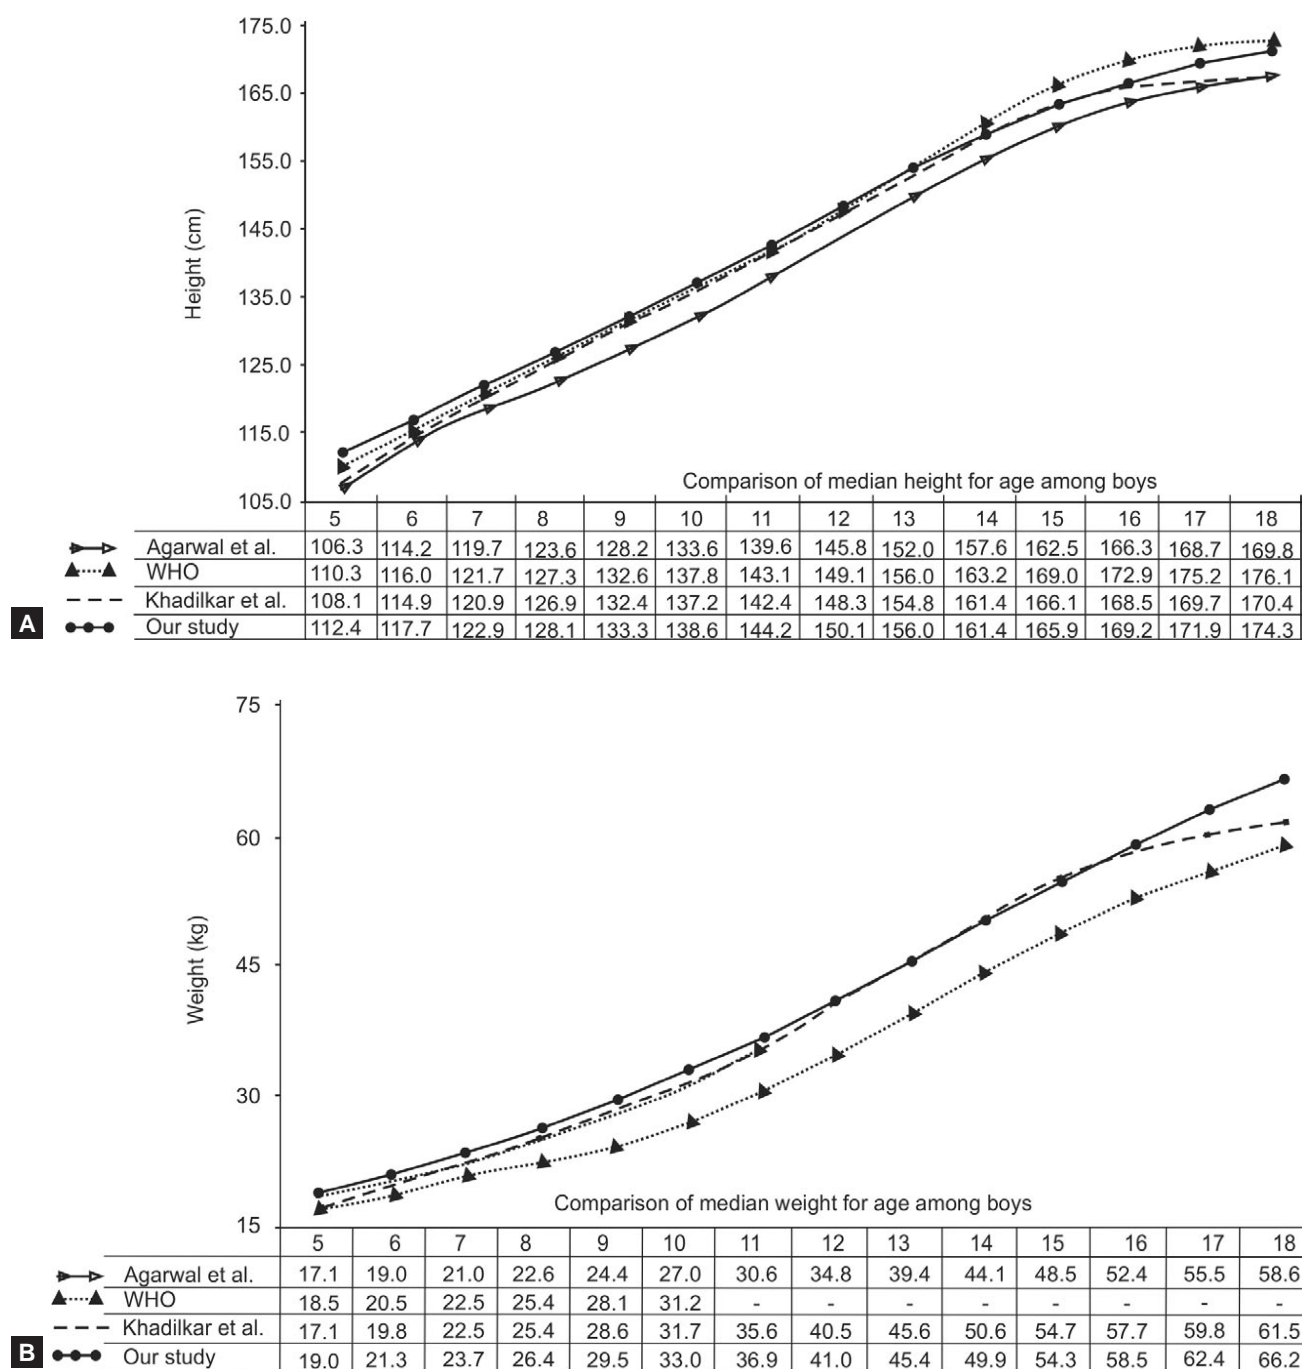 A
175.0
165.0
155.0
145.0
135.0
125.0
115.0
105.0
Height (cm)
Comparison of median height for age among boys
5 6 7 8 9 10 11 12 13 14 15 16 17 18
Agarwal et al. 106.3 114.2 119.7 123.6 128.2 133.6 139.6 145.8 152.0 157.6 162.5 166.3 168.7 169.8
WHO 110.3 116.0 121.7 127.3 132.6 137.8 143.1 149.1 156.0 163.2 169.0 172.9 175.2 176.1
Khadilkar et al. 108.1 114.9 120.9 126.9 132.4 137.2 142.4 148.3 154.8 161.4 166.1 168.5 169.7 170.4
A Our study 112.4 117.7 122.9 128.1 133.3 138.6 144.2 150.1 156.0 161.4 165.9 169.2 171.9 174.3
75
60
45
30
15
Weight (kg)
Comparison of median weight for age among boys
5 6 7 8 9 10 11 12 13 14 15 16 17 18
Agarwal et al. 17.1 19.0 21.0 22.6 24.4 27.0 30.6 34.8 39.4 44.1 48.5 52.4 55.5 58.6
WHO 18.5 20.5 22.5 25.4 28.1 31.2 - - - - - - - -
Khadilkar et al. 17.1 19.8 22.5 25.4 28.6 31.7 35.6 40.5 45.6 50.6 54.7 57.7 59.8 61.5
B Our study 19.0 21.3 23.7 26.4 29.5 33.0 36.9 41.0 45.4 49.9 54.3 58.5 62.4 66.2